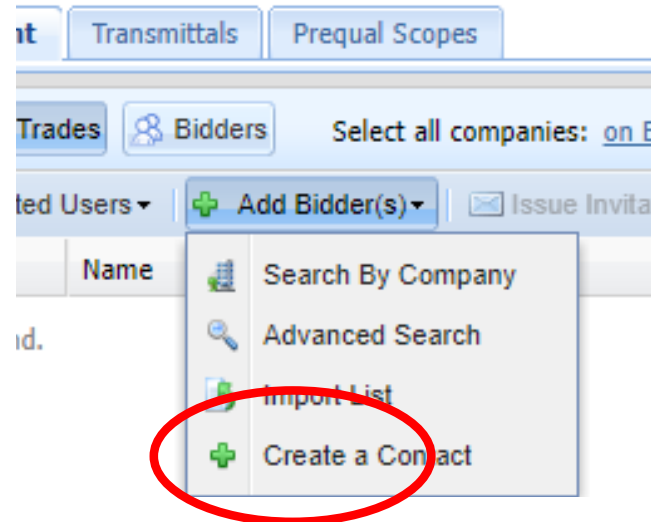 nt Transmittals Prequal Scopes
Trades Bidders Select all companies: on B
ted Users Add Bidder(s) Issue Invita
Name
Search By Company
nd.
Advanced Search
Import List
Create a Contact